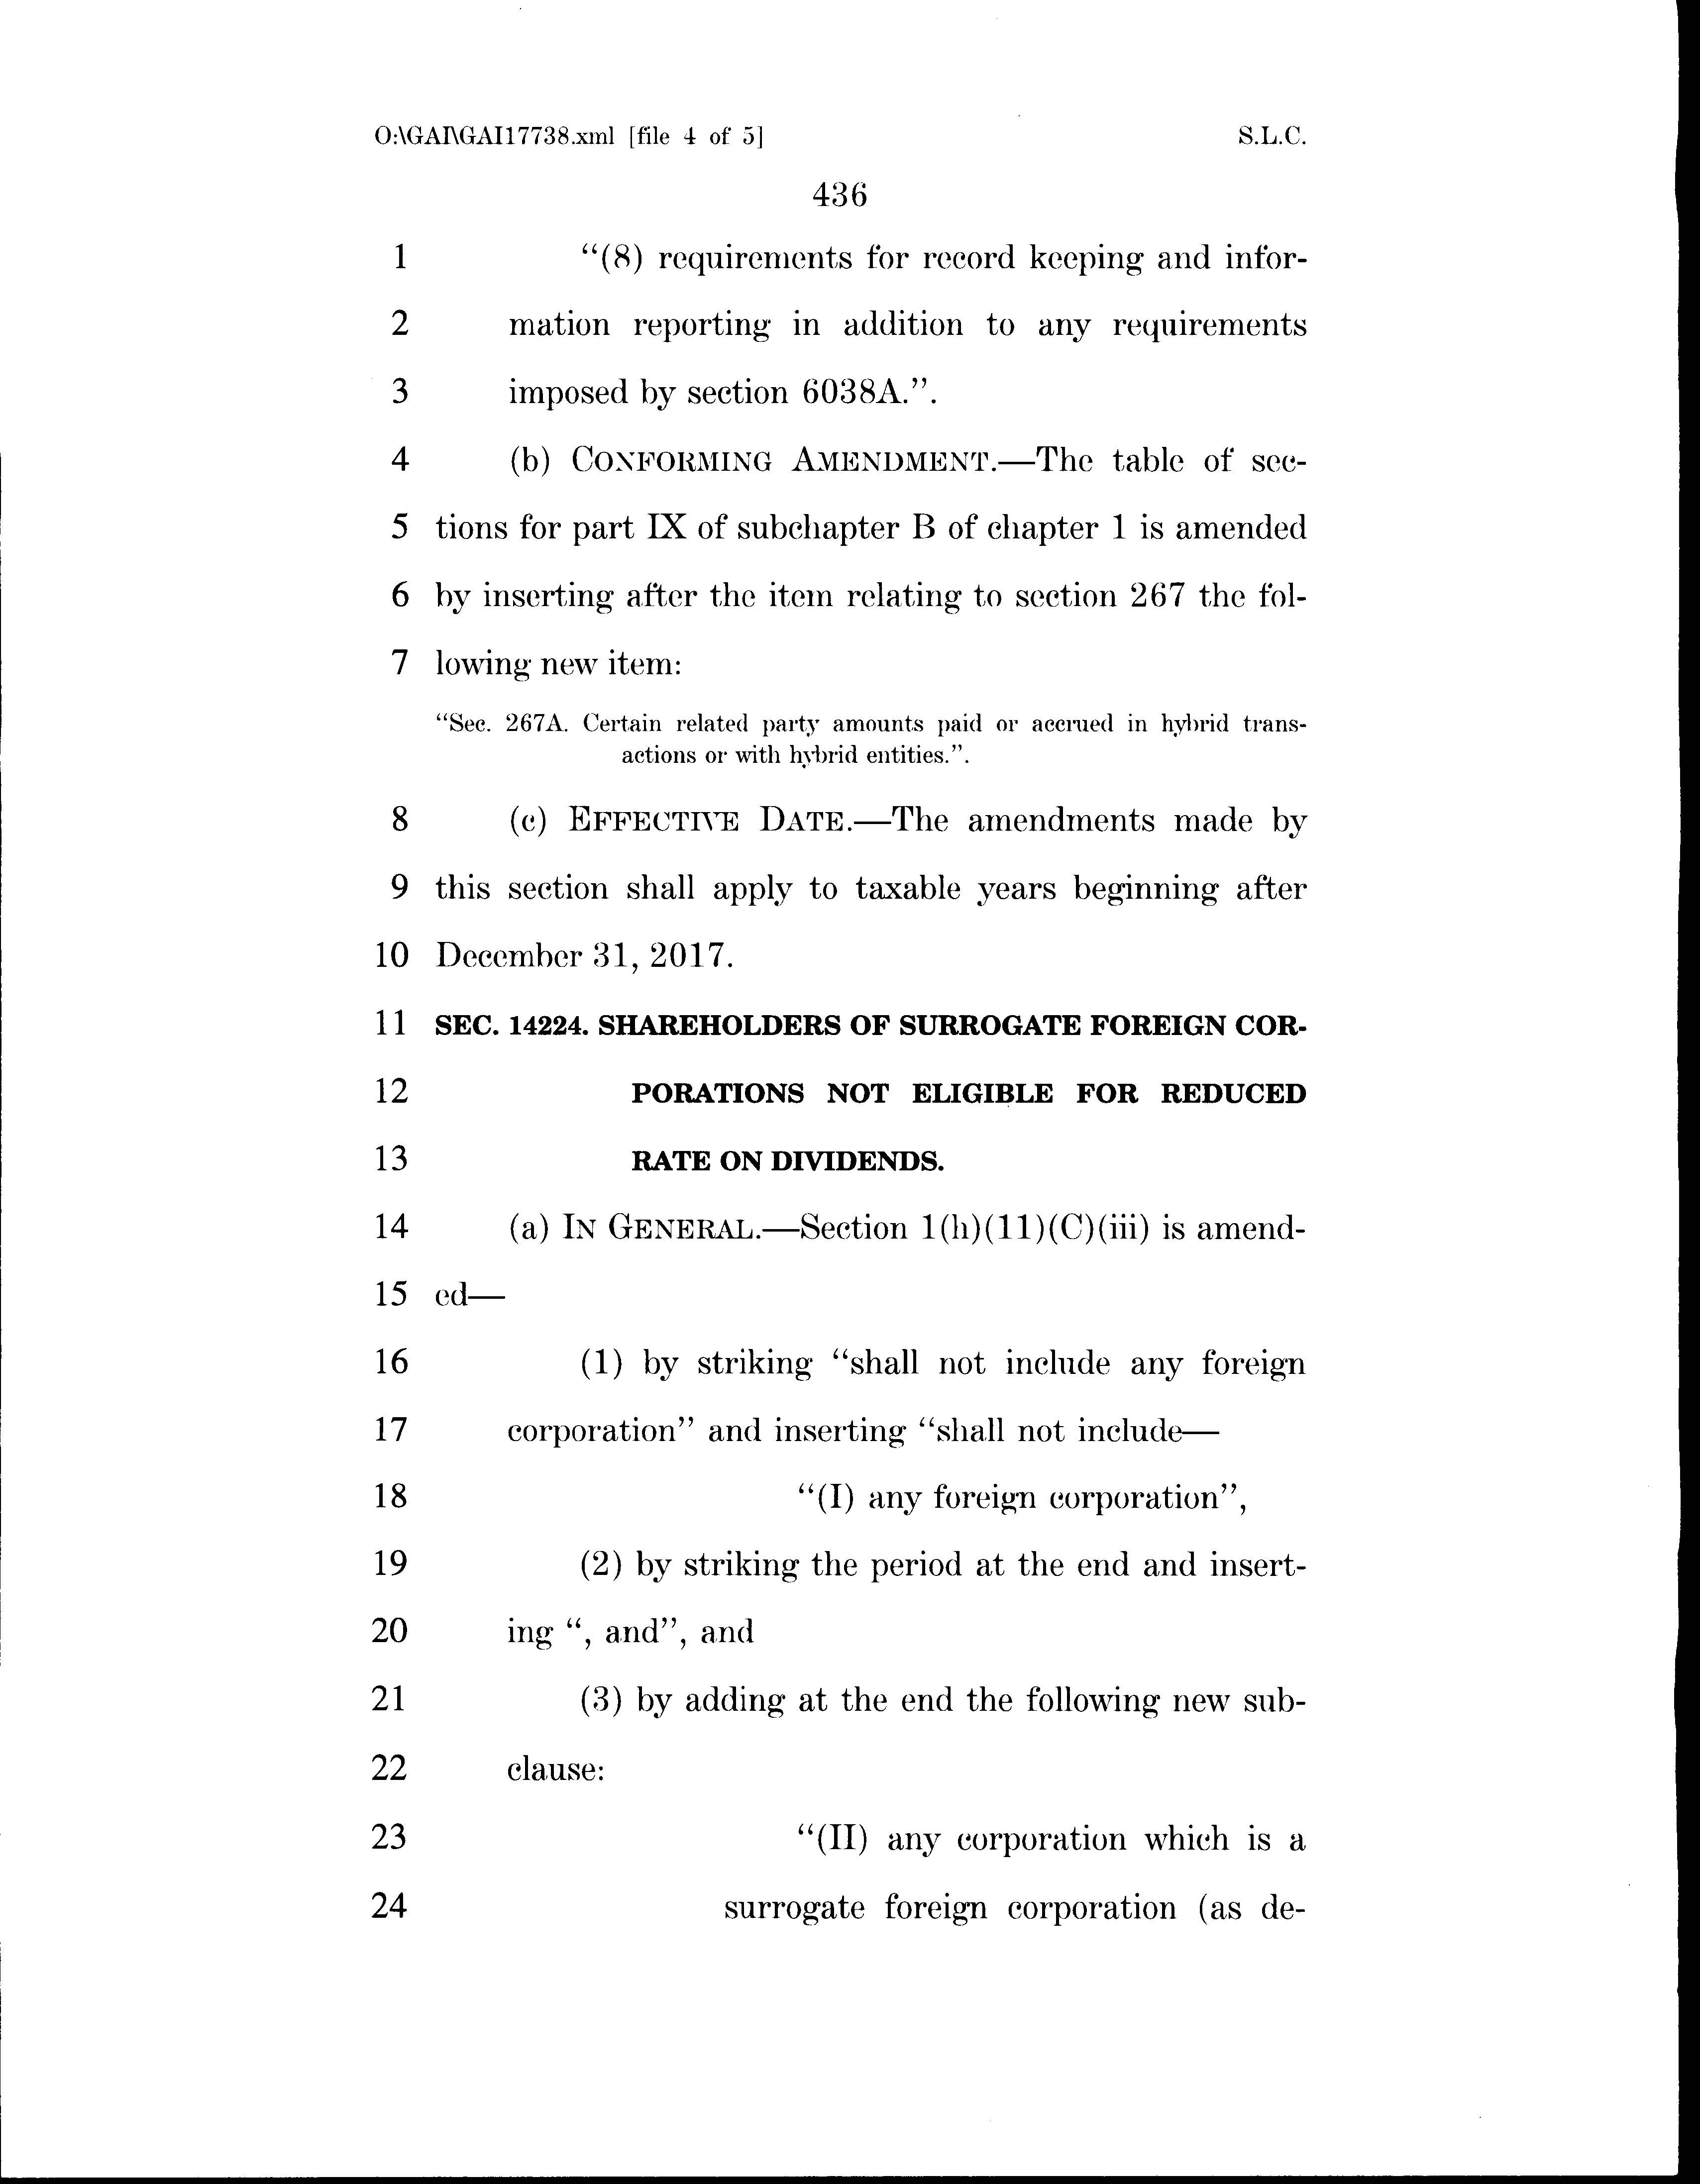 O:\GAI\GAI17738.xml [file 4 of 5] S.L.C.
436
1 “(8) requirements for record keeping and infor-
2 mation reporting in addition to any requirements
3 imposed by section 6038A.”.
4 (b) CONFORMING AMENDMENT.—The table of sec-
5 tions for part IX of subchapter B of chapter 1 is amended
6 by inserting after the item relating to section 267 the fol-
7 lowing new item:
“Sec. 267A. Certain related party amounts paid or accrued in hybrid trans-
actions or with hybrid entities.”.
8 (c) EFFECTIVE DATE.—The amendments made by
9 this section shall apply to taxable years beginning after
10 December 31, 2017.
11 SEC. 14224. SHAREHOLDERS OF SURROGATE FOREIGN COR-
12 PORATIONS NOT ELIGIBLE FOR REDUCED
13 RATE ON DIVIDENDS.
14 (a) IN GENERAL.—Section 1(h)(11)(C)(iii) is amend-
15 ed—
16 (1) by striking “shall not include any foreign
17 corporation” and inserting “shall not include—
18 “(I) any foreign corporation”,
19 (2) by striking the period at the end and insert-
20 ing “, and”, and
21 (3) by adding at the end the following new sub-
22 clause:
23 “(II) any corporation which is a
24 surrogate foreign corporation (as de-